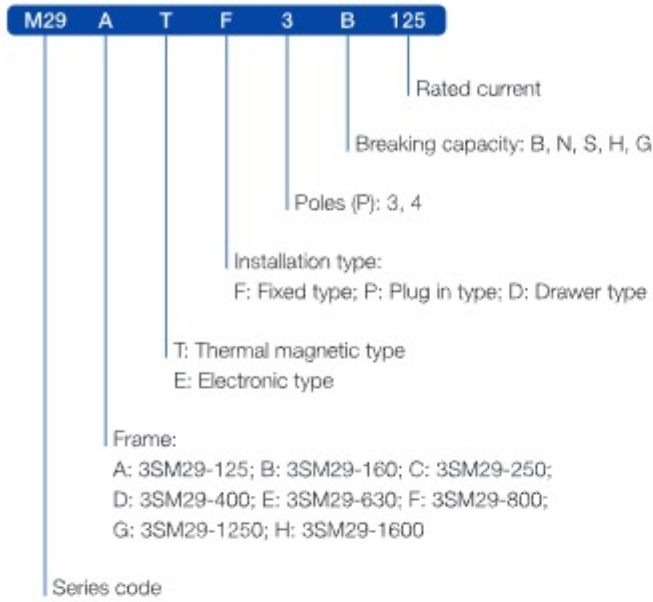 M29 A T F 3 B 125
Rated current
Breaking capacity: B, N, S, H, G
Poles (P): 3, 4
Installation type:
F: Fixed type; P: Plug in type; D: Drawer type
T: Thermal magnetic type
E: Electronic type
Frame:
A: 3SM29-125; B: 3SM29-160; C: 3SM29-250;
D: 3SM29-400; E: 3SM29-630; F: 3SM29-800;
G: 3SM29-1250; H: 3SM29-1600
Series code